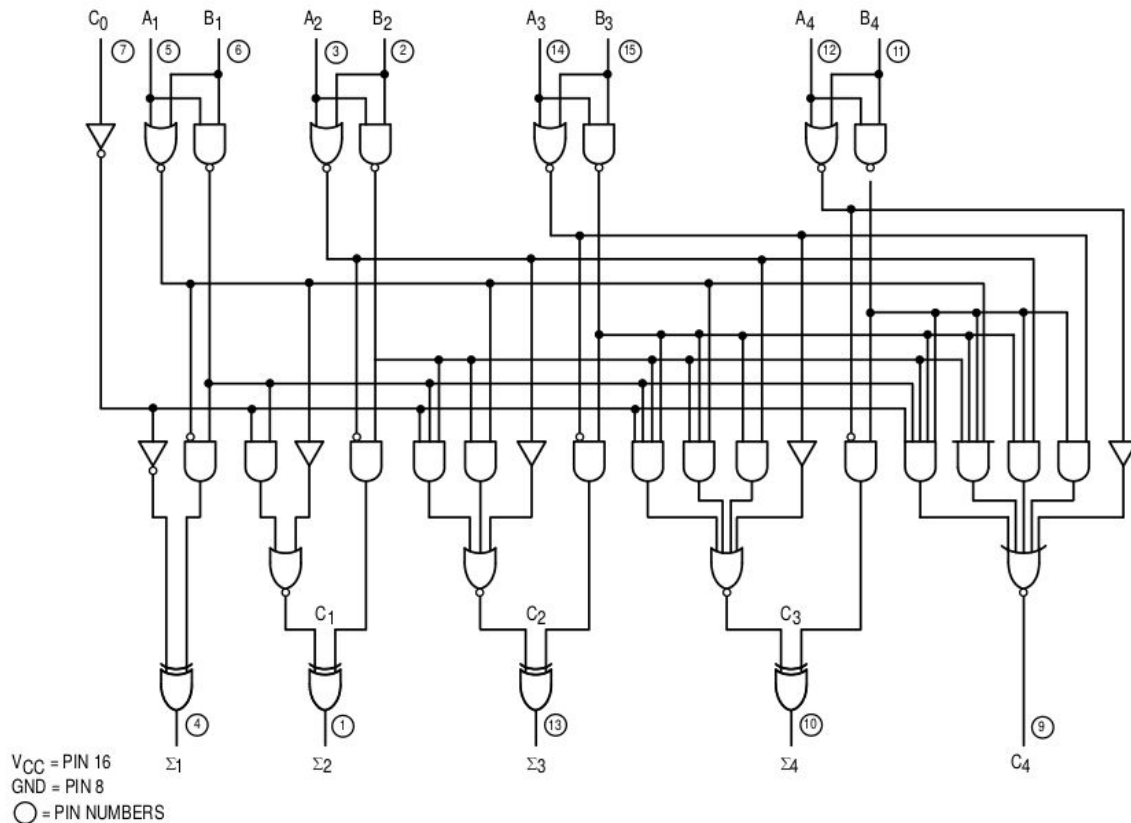 C0 A1 B1 A2 B2 A3 B3 A4 B4
7 5 6 3 2 14 15 12 11
C1 C2 C3
4 1 13 10 9
Σ1 Σ2 Σ3 Σ4 C4
VCC = PIN 16
GND = PIN 8
= PIN NUMBERS